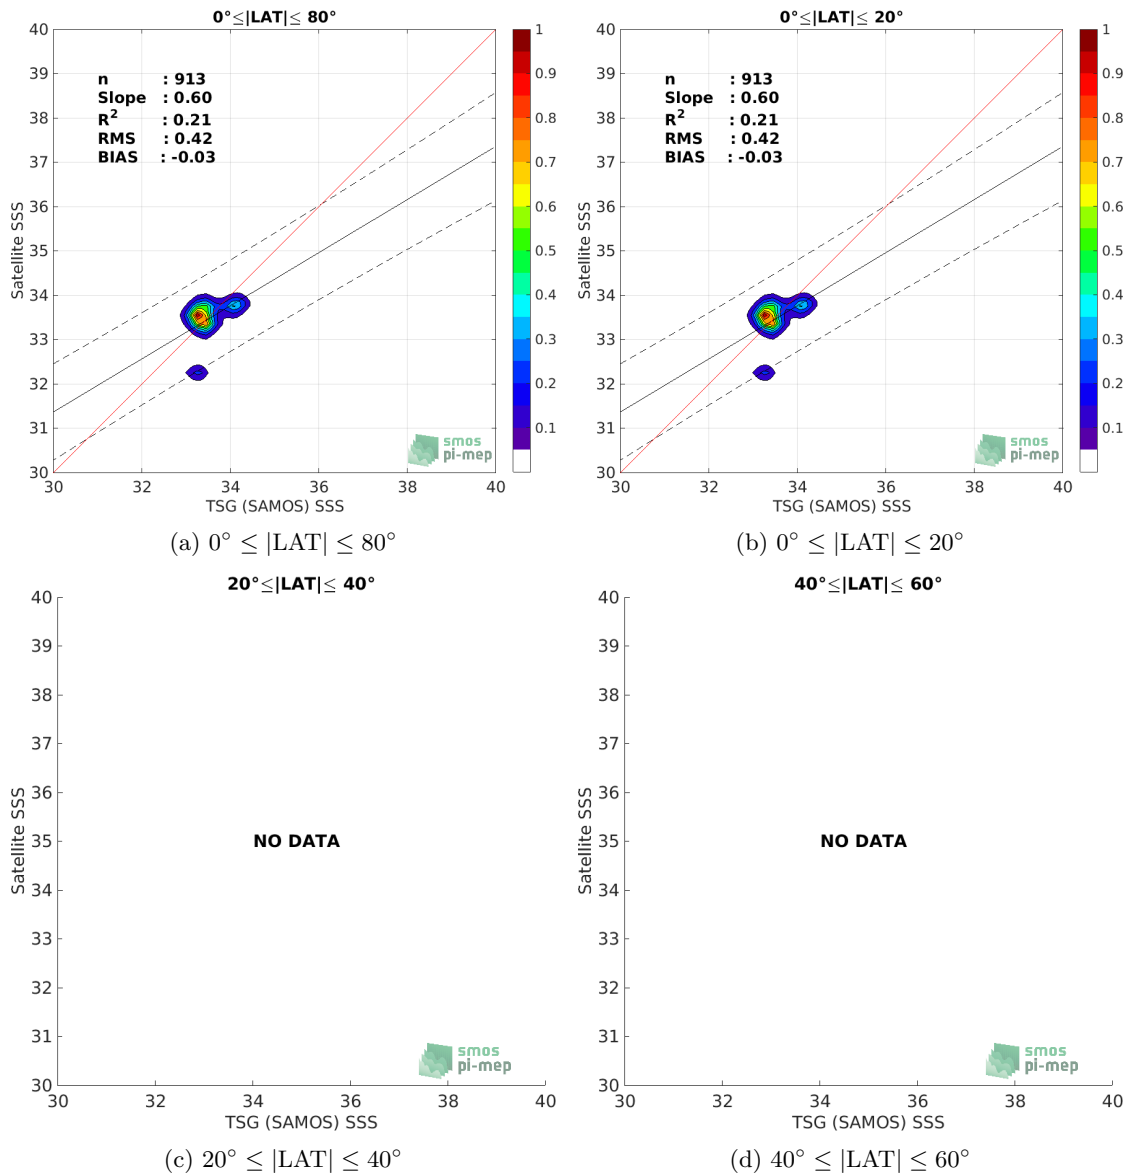 0°≤|LAT|≤ 80°
40
39
38
37
36
35
34
33
32
31
30
Satellite SSS
n : 913
Slope : 0.60
R2 : 0.21
RMS : 0.42
BIAS : -0.03
smos
pi-mep
30 32 34 36 38 40
TSG (SAMOS) SSS
1
0.9
0.8
0.7
0.6
0.5
0.4
0.3
0.2
0.1
(a) 0° ≤ |LAT| ≤ 80°
0°≤|LAT|≤ 20°
40
39
38
37
36
35
34
33
32
31
30
Satellite SSS
n : 913
Slope : 0.60
R2 : 0.21
RMS : 0.42
BIAS : -0.03
smos
pi-mep
30 32 34 36 38 40
TSG (SAMOS) SSS
1
0.9
0.8
0.7
0.6
0.5
0.4
0.3
0.2
0.1
(b) 0° ≤ |LAT| ≤ 20°
20°≤|LAT|≤ 40°
40
39
38
37
36
35
34
33
32
31
30
Satellite SSS
NO DATA
smos
pi-mep
30 32 34 36 38 40
TSG (SAMOS) SSS
(c) 20° ≤ |LAT| ≤ 40°
40°≤|LAT|≤ 60°
40
39
38
37
36
35
34
33
32
31
30
Satellite SSS
NO DATA
smos
pi-mep
30 32 34 36 38 40
TSG (SAMOS) SSS
(d) 40° ≤ |LAT| ≤ 60°